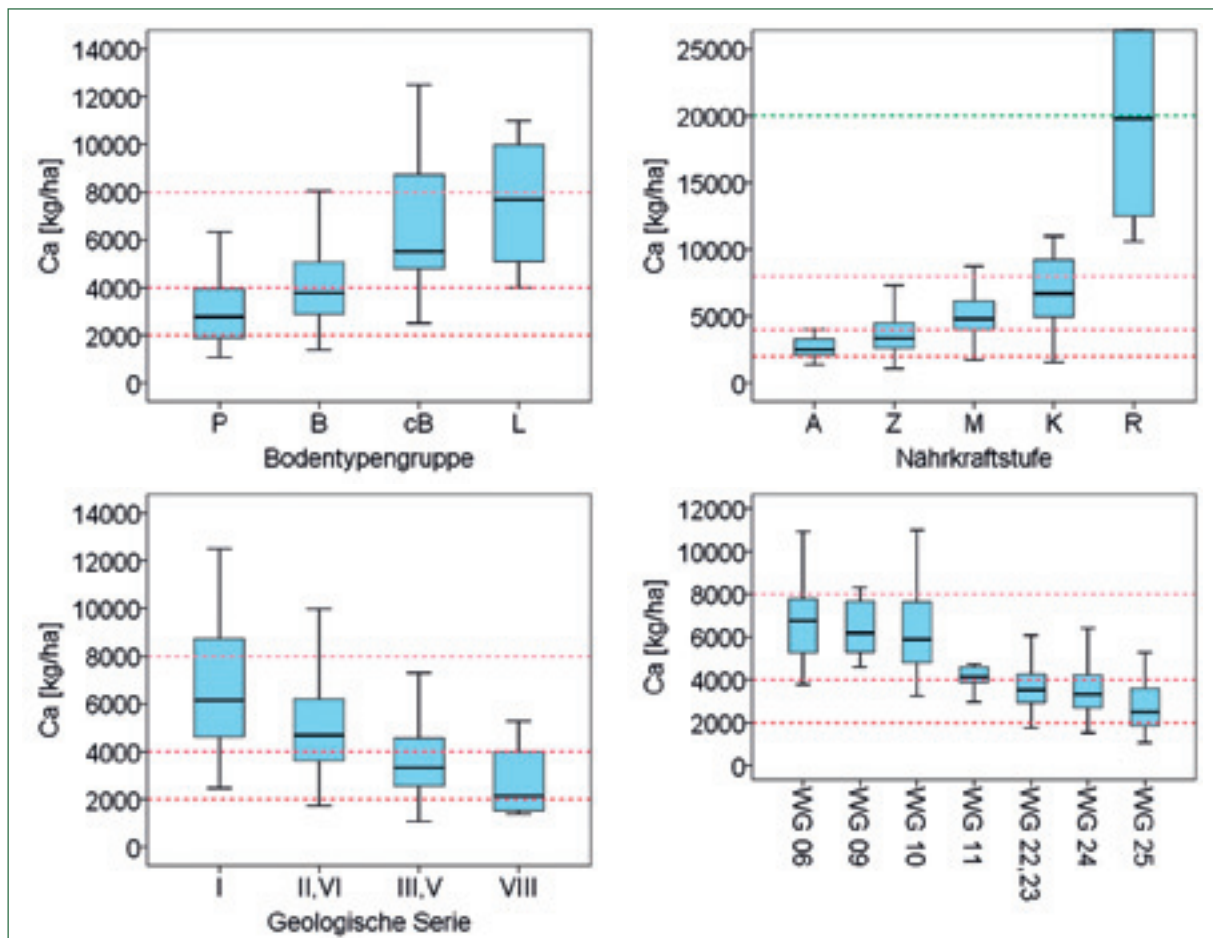 14000
12000
10000
8000
6000
4000
2000
0
Ca [kg/ha]
P B cB L
Bodentypengruppe
25000
20000
15000
10000
5000
0
Ca [kg/ha]
A Z M K R
Nährkraftstufe
14000
12000
10000
8000
6000
4000
2000
0
Ca [kg/ha]
I II,VI III,V VIII
Geologische Serie
12000
10000
8000
6000
4000
2000
0
Ca [kg/ha]
WG 06
WG 09
WG 10
WG 11
WG 22,23
WG 24
WG 25